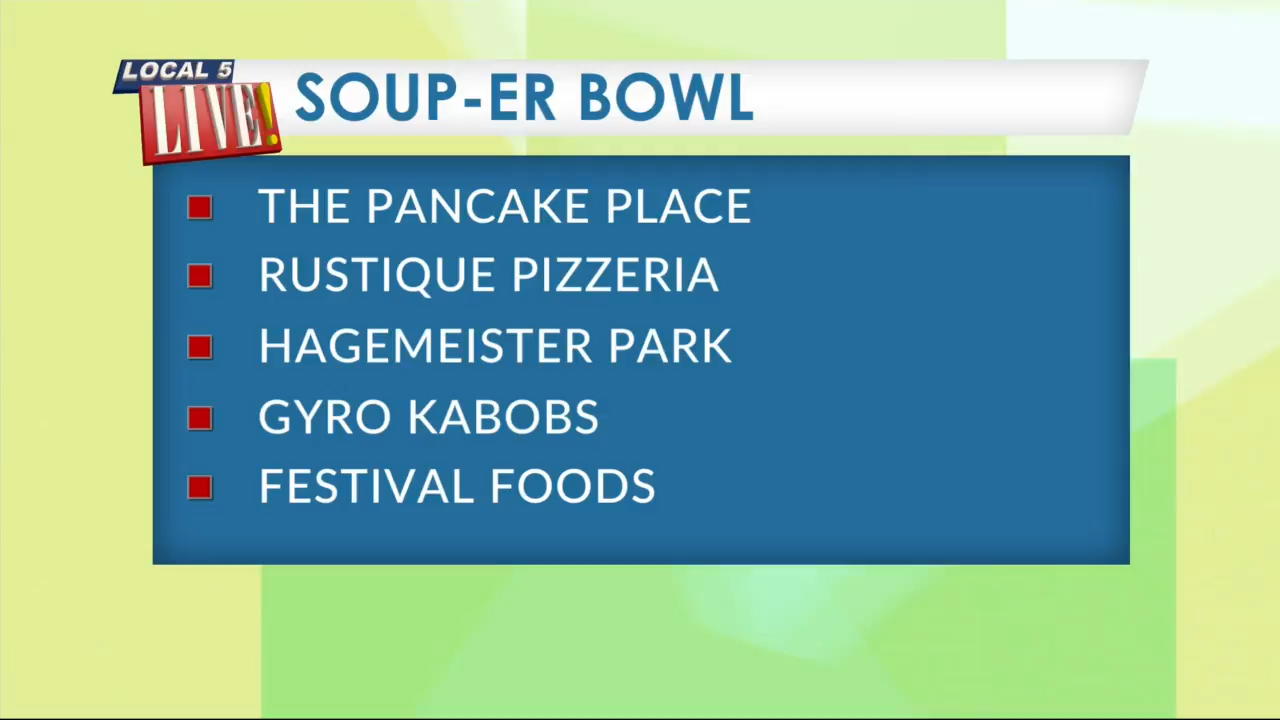 LOCAL 5
LIVE!
SOUP-ER BOWL
THE PANCAKE PLACE
RUSTIQUE PIZZERIA
HAGEMEISTER PARK
GYRO KABOBS
FESTIVAL FOODS